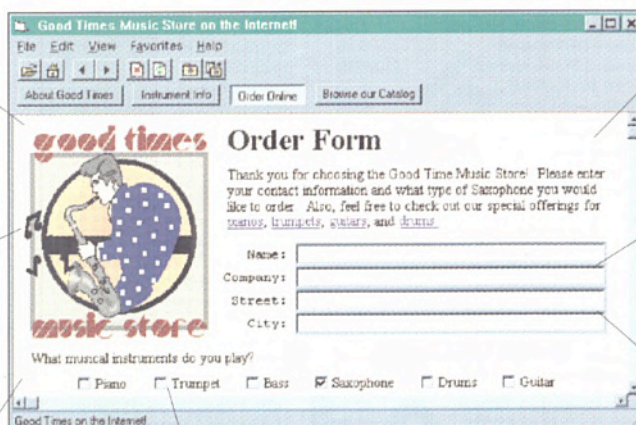 Good Times Music Store on the Internet!
File Edit View Favorites Help
About Good Times Instrument Info Order Online Browse our Catalog
good times
music store
Order Form
Thank you for choosing the Good Time Music Store! Please enter
your contact information and what type of Saxophone you would
like to order. Also, feel free to check out our special offerings for
pianos, trumpets, guitars, and drums.
Name:
Company:
Street:
City:
What musical instruments do you play?
Piano Trumpet Bass Saxophone Drums Guitar
Good Times on the Internet!